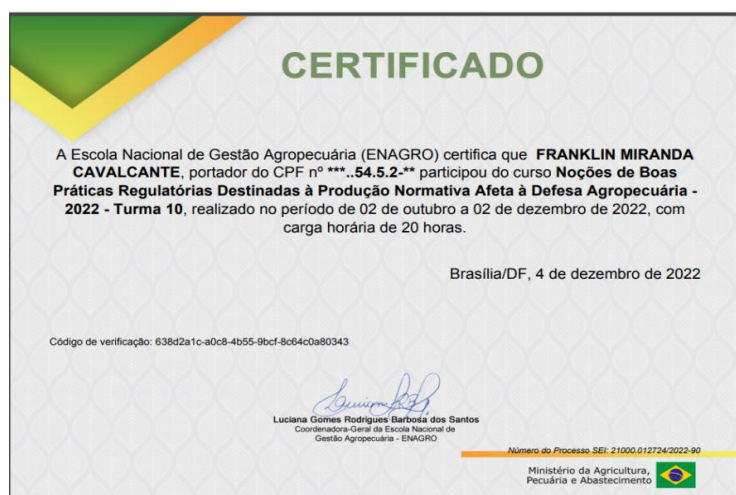 CERTIFICADO
A Escola Nacional de Gestão Agropecuária (ENAGRO) certifica que FRANKLIN MIRANDA
CAVALCANTE, portador do CPF nº ***..54.5.2-** participou do curso Noções de Boas
Práticas Regulatórias Destinadas à Produção Normativa Afeta à Defesa Agropecuária -
2022 - Turma 10, realizado no período de 02 de outubro a 02 de dezembro de 2022, com
carga horária de 20 horas.
Brasília/DF, 4 de dezembro de 2022
Código de verificação: 638d2a1c-a0c8-4b55-9bcf-8c64c0a80343
Luciana Gomes Rodrigues Barbosa dos Santos
Coordenadora-Geral da Escola Nacional de
Gestão Agropecuária - ENAGRO
Número do Processo SEI: 21000.012724/2022-90
Ministério da Agricultura,
Pecuária e Abastecimento